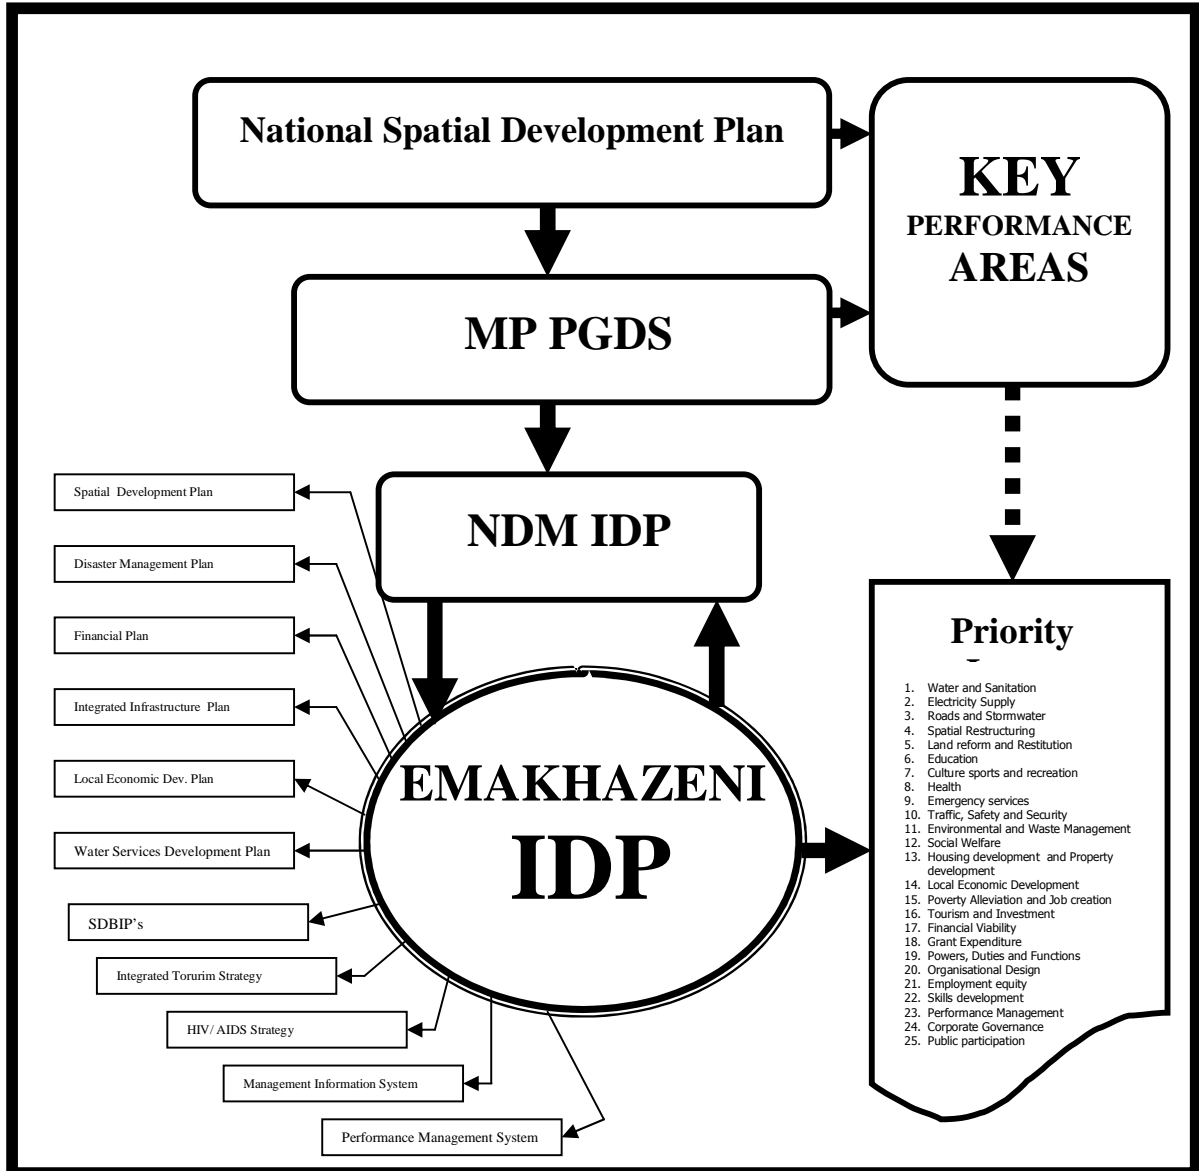 National Spatial Development Plan
KEY
PERFORMANCE
AREAS
MP PGDS
NDM IDP
Spatial Development Plan
Disaster Management Plan
Financial Plan
Integrated Infrastructure Plan
Local Economic Dev. Plan
Water Services Development Plan
SDBIP's
Integrated Torurim Strategy
HIV/ AIDS Strategy
Management Information System
Performance Management System
EMAKHAZENI
IDP
Priority
1. Water and Sanitation
2. Electricity Supply
3. Roads and Stormwater
4. Spatial Restructuring
5. Land reform and Restitution
6. Education
7. Culture sports and recreation
8. Health
9. Emergency services
10. Traffic, Safety and Security
11. Environmental and Waste Management
12. Social Welfare
13. Housing development and Property
development
14. Local Economic Development
15. Poverty Alleviation and Job creation
16. Tourism and Investment
17. Financial Viability
18. Grant Expenditure
19. Powers, Duties and Functions
20. Organisational Design
21. Employment equity
22. Skills development
23. Performance Management
24. Corporate Governance
25. Public participation